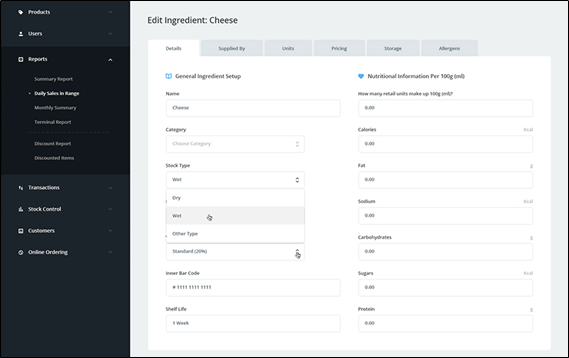 Products
Users
Reports
Summary Report
Daily Sales in Range
Monthly Summary
Terminal Report
Discount Report
Discounted Items
Transactions
Stock Control
Customers
Online Ordering
Edit Ingredient: Cheese
Details
Supplied By
Units
Pricing
Storage
Allergens
General Ingredient Setup
Name
Cheese
Category
Choose Category
Stock Type
Wet
Dry
Wet
Other Type
Standard (20%)
Inner Bar Code
# 1111 1111 1111
Shelf Life
1 Week
Nutritional Information Per 100g (ml)
How many retail units make up 100g (ml)?
0.00
Calories
Kcal
0.00
Fat
g
0.00
Sodium
Kcal
0.00
Carbohydrates
g
0.00
Sugars
Kcal
0.00
Protein
g
0.00